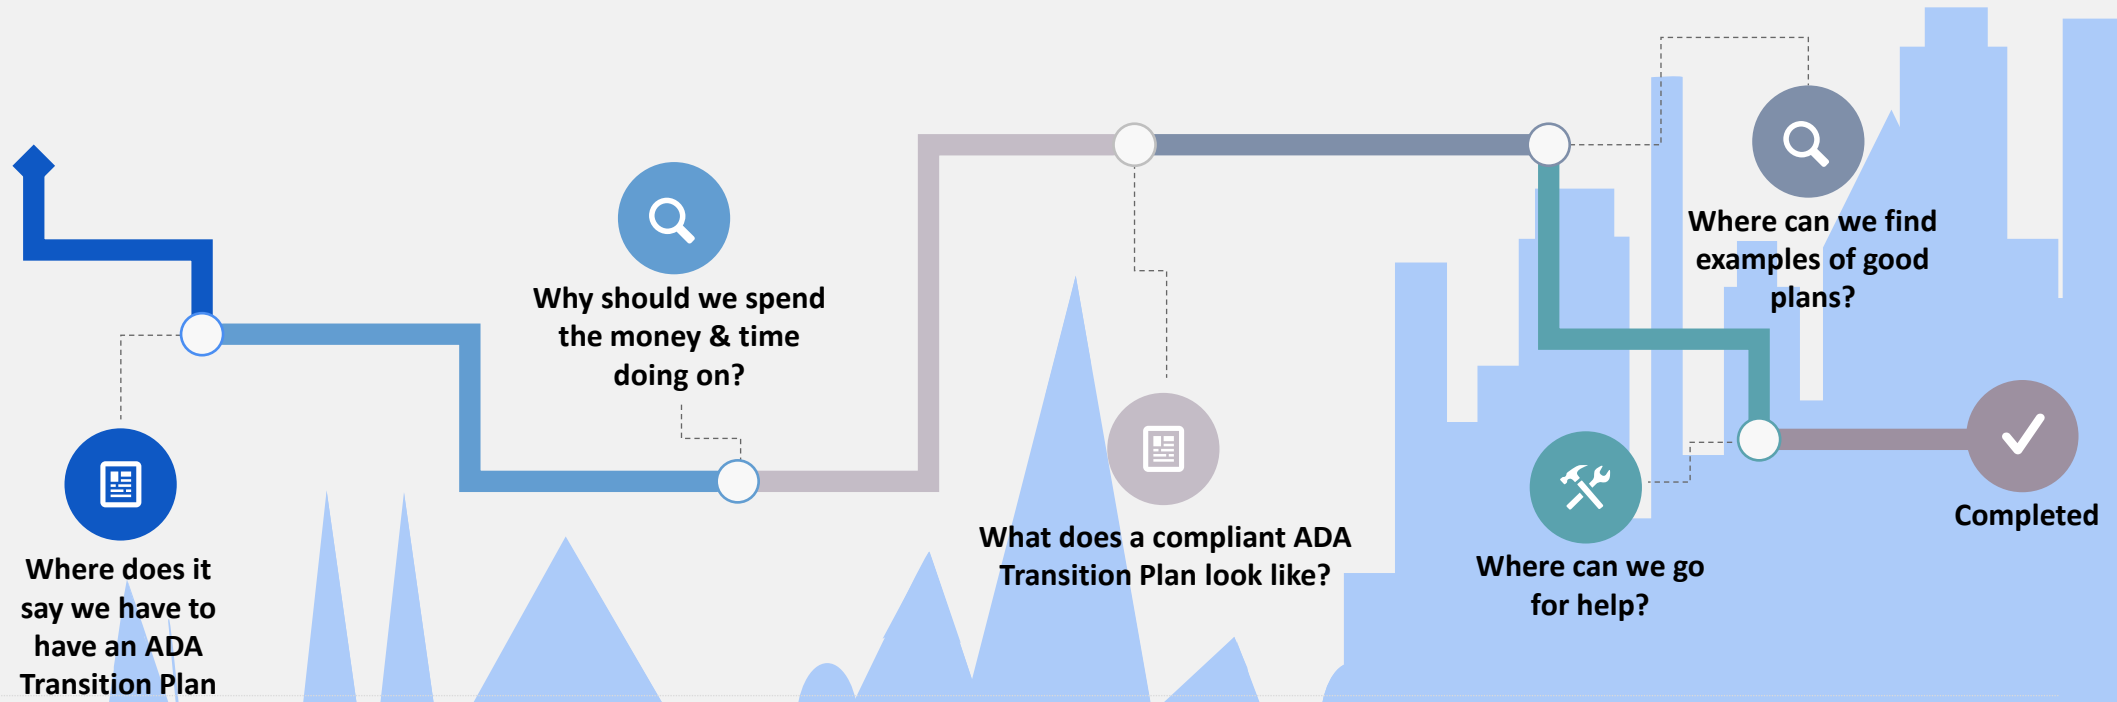 Where does it
say we have to
have an ADA
Transition Plan
Why should we spend
the money & time
doing on?
What does a compliant ADA
Transition Plan look like?
Where can we find
examples of good
plans?
Where can we go
for help?
Completed